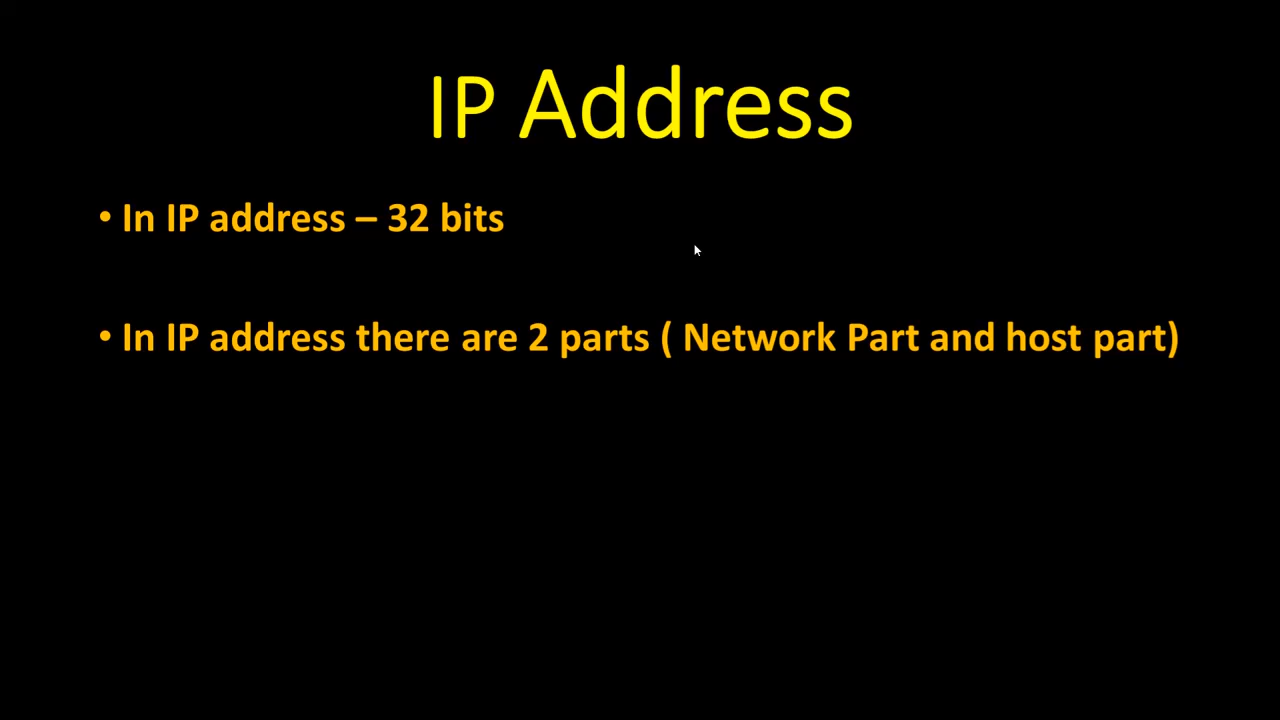 IP Address
• In IP address – 32 bits
• In IP address there are 2 parts ( Network Part and host part)